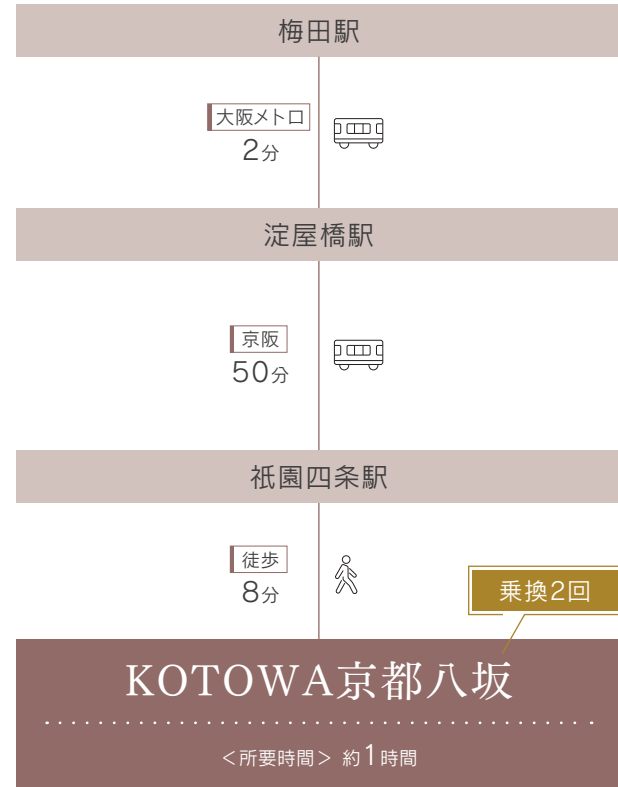 梅田駅
大阪メトロ
2分
淀屋橋駅
京阪
50分
祇園四条駅
徒歩
8分
乗換2回
KOTOWA京都八坂
＜所要時間＞ 約1時間